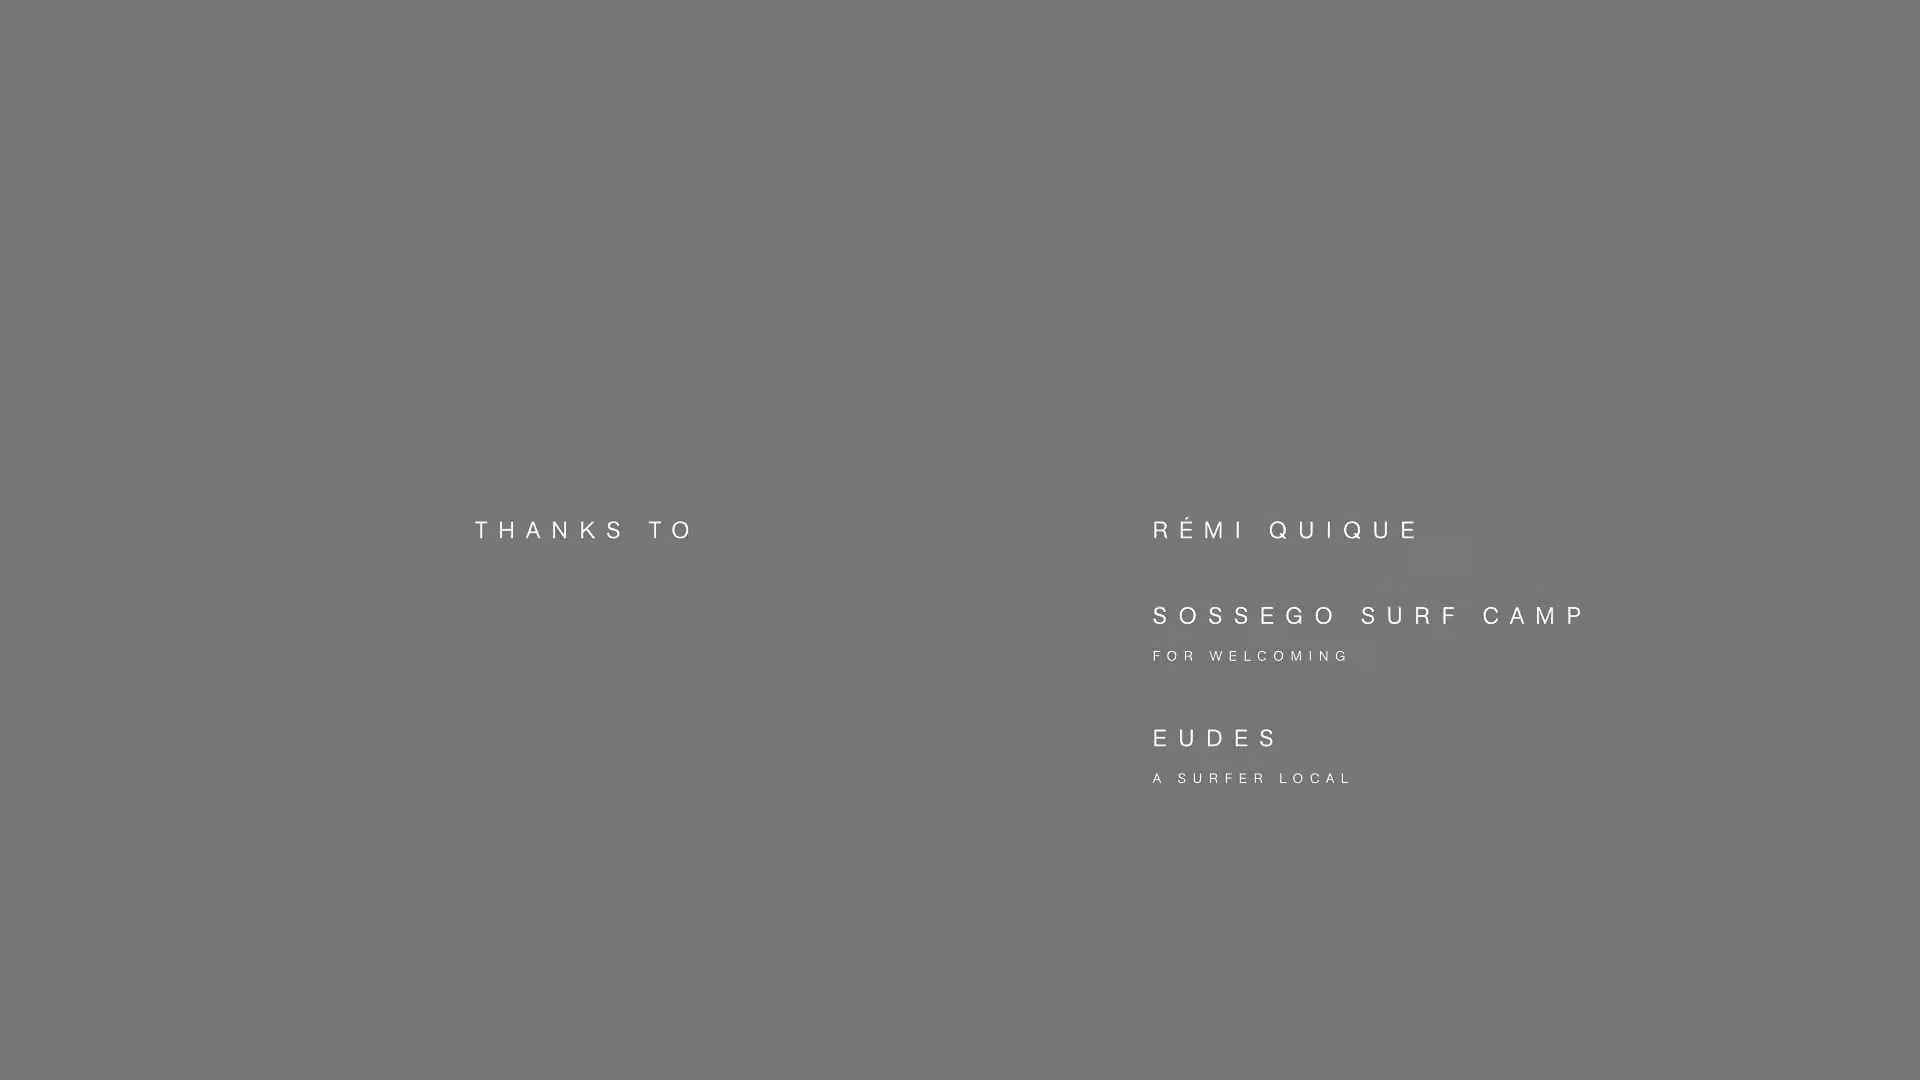 THANKS TO
RÉMI QUIQUE
SOSSEGO SURF CAMP
FOR WELCOMING
EUDES
A SURFER LOCAL